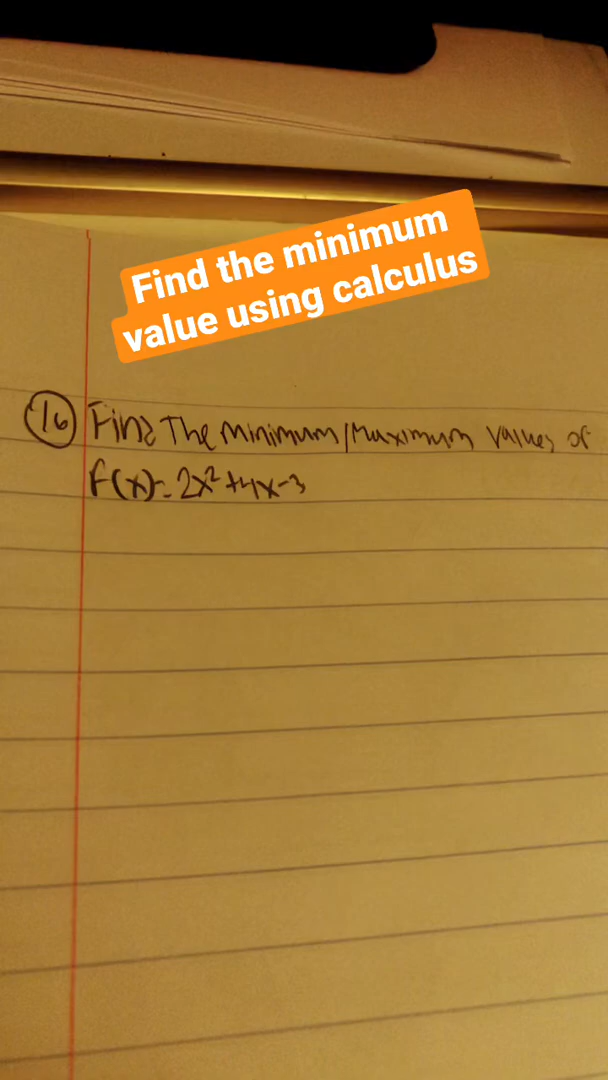 Find the minimum
value using calculus
16 Find The Minimum/Maximum Values of
F(x)= 2x²+4x-3